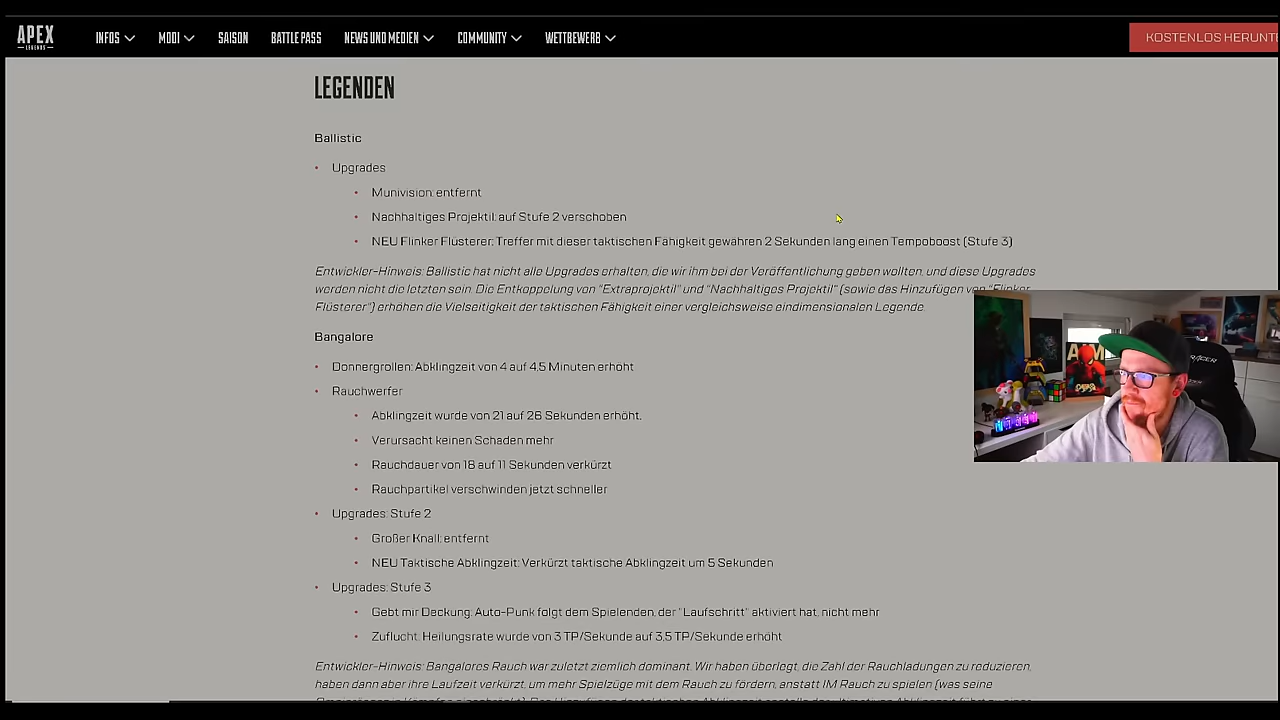 APEX
LEGENDS
INFOS
MODI
SAISON
BATTLE PASS
NEWS UND MEDIEN
COMMUNITY
WETTBEWERB
KOSTENLOS HERUNTE
LEGENDEN
Ballistic
• Upgrades
• Munivision: entfernt
• Nachhaltiges Projektil: auf Stufe 2 verschoben
• NEU Flinker Flüsterer: Treffer mit dieser taktischen Fähigkeit gewähren 2 Sekunden lang einen Tempoboost (Stufe 3)
Entwickler-Hinweis: Ballistic hat nicht alle Upgrades erhalten, die wir ihm bei der Veröffentlichung geben wollten, und diese Upgrades
werden nicht die letzten sein. Die Entkoppelung von "Extraprojektil" und "Nachhaltiges Projektil" (sowie das Hinzufügen von "Flinker
Flüsterer") erhöhen die Vielseitigkeit der taktischen Fähigkeit einer vergleichsweise eindimensionalen Legende.
Bangalore
• Donnergrollen: Abklingzeit von 4 auf 4.5 Minuten erhöht
• Rauchwerfer
• Abklingzeit wurde von 21 auf 26 Sekunden erhöht.
• Verursacht keinen Schaden mehr
• Rauchdauer von 18 auf 11 Sekunden verkürzt
• Rauchpartikel verschwinden jetzt schneller
• Upgrades: Stufe 2
• Großer Knall: entfernt
• NEU Taktische Abklingzeit: Verkürzt taktische Abklingzeit um 5 Sekunden
• Upgrades: Stufe 3
• Gebt mir Deckung: Auto-Punk folgt dem Spielenden, der "Laufschritt" aktiviert hat, nicht mehr
• Zuflucht: Heilungsrate wurde von 3 TP/Sekunde auf 3,5 TP/Sekunde erhöht
Entwickler-Hinweis: Bangalores Rauch war zuletzt ziemlich dominant. Wir haben überlegt, die Zahl der Rauchladungen zu reduzieren,
haben dann aber ihre Laufzeit verkürzt, um mehr Spielzüge mit dem Rauch zu fördern, anstatt IM Rauch zu spielen (was seine